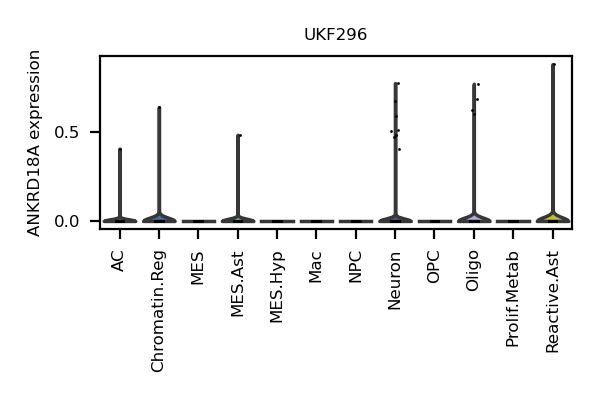 UKF296
ANKRD18A expression
0.5
0.0
AC
Chromatin.Reg
MES
MES.Ast
MES.Hyp
Mac
NPC
Neuron
OPC
Oligo
Prolif.Metab
Reactive.Ast